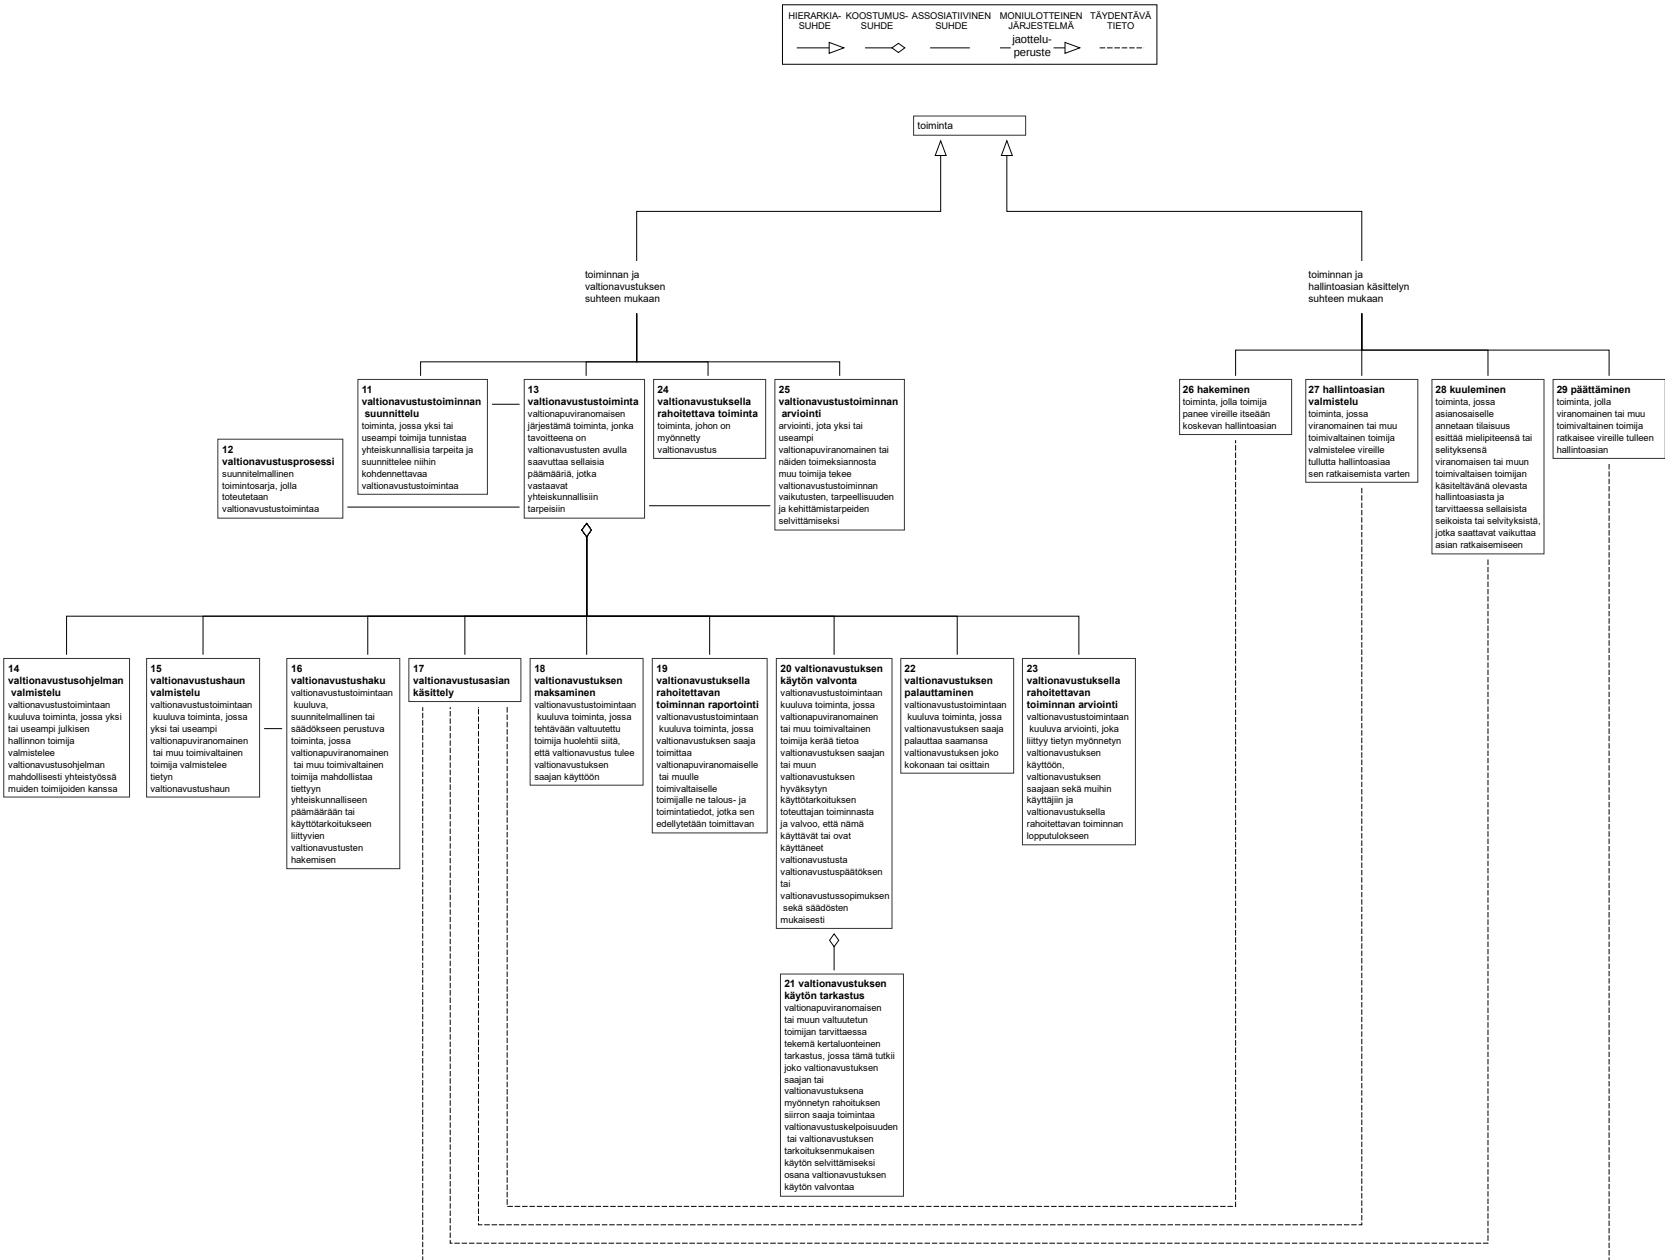 HIERARKIA-
SUHDE
KOOSTUMUS-
SUHDE
ASSOSIATIIVINEN
SUHDE
MONIULOTTEINEN
JÄRJESTELMÄ
jaottelu-
peruste
TÄYDENTÄVÄ
TIETO
toiminta
toiminnan ja
valtionavustuksen
suhteen mukaan
toiminnan ja
hallintoasian käsittelyn
suhteen mukaan
11
valtionavustustoiminnan
suunnittelu
toiminta, jossa yksi tai
useampi toimija tunnistaa
yhteiskunnallisia tarpeita ja
suunnittelee niihin
kohdennettavaa
valtionavustustoimintaa
12
valtionavustusprosessi
suunnitelmallinen
toimintosarja, jolla
toteutetaan
valtionavustustoimintaa
13
valtionavustustoiminta
valtionapuviranomaisen
järjestämä toiminta, jonka
tavoitteena on
valtionavustusten avulla
saavuttaa sellaisia
päämääriä, jotka
vastaavat
yhteiskunnallisiin
tarpeisiin
24
valtionavustuksella
rahoitettava toiminta
toiminta, johon on
myönnetty
valtionavustus
25
valtionavustustoiminnan
arviointi
arviointi, jota yksi tai
useampi
valtionapuviranomainen tai
näiden toimeksiannosta
muu toimija tekee
valtionavustustoiminnan
vaikutusten, tarpeellisuuden
ja kehittämistarpeiden
selvittämiseksi
26 hakeminen
toiminta, jolla toimija
panee vireille itseään
koskevan hallintoasian
27 hallintoasian
valmistelu
toiminta, jossa
viranomainen tai muu
toimivaltainen toimija
valmistelee vireille
tullutta hallintoasiaa
sen ratkaisemista varten
28 kuuleminen
toiminta, jossa
asianosaiselle
annetaan tilaisuus
esittää mielipiteensä tai
selityksensä
viranomaisen tai muun
toimivaltaisen toimijan
käsiteltävänä olevasta
hallintoasiasta ja
tarvittaessa sellaisista
seikoista tai selvityksistä,
jotka saattavat vaikuttaa
asian ratkaisemiseen
29 päättäminen
toiminta, jolla
viranomainen tai muu
toimivaltainen toimija
ratkaisee vireille tulleen
hallintoasian
14
valtionavustusohjelman
valmistelu
valtionavustustoimintaan
kuuluva toiminta, jossa yksi
tai useampi julkisen
hallinnon toimija
valmistelee
valtionavustusohjelman
mahdollisesti yhteistyössä
muiden toimijoiden kanssa
15
valtionavustushaun
valmistelu
valtionavustustoimintaan
kuuluva toiminta, jossa
yksi tai useampi
valtionapuviranomainen
tai muu toimivaltainen
toimija valmistelee
tietyn
valtionavustushaun
16
valtionavustushaku
valtionavustustoimintaan
kuuluva,
suunnitelmallinen tai
säädökseen perustuva
toiminta, jossa
valtionapuviranomainen
tai muu toimivaltainen
toimija mahdollistaa
tiettyyn
yhteiskunnalliseen
päämäärään tai
käyttötarkoitukseen
liittyvien
valtionavustusten
hakemisen
17
valtionavustusasian
käsittely
18
valtionavustuksen
maksaminen
valtionavustustoimintaan
kuuluva toiminta, jossa
tehtävään valtuutettu
toimija huolehtii siitä,
että valtionavustus tulee
valtionavustuksen
saajan käyttöön
19
valtionavustuksella
rahoitettavan
toiminnan raportointi
valtionavustustoimintaan
kuuluva toiminta, jossa
valtionavustuksen saaja
toimittaa
valtionapuviranomaiselle
tai muulle
toimivaltaiselle
toimijalle ne talous- ja
toimintatiedot, jotka sen
edellytetään toimittavan
20 valtionavustuksen
käytön valvonta
valtionavustustoimintaan
kuuluva toiminta, jossa
valtionapuviranomainen
tai muu toimivaltainen
toimija kerää tietoa
valtionavustuksen saajan
tai muun
valtionavustuksen
hyväksytyn
käyttötarkoituksen
toteuttajan toiminnasta
ja valvoo, että nämä
käyttävät tai ovat
käyttäneet
valtionavustusta
valtionavustuspäätöksen
tai
valtionavustussopimuksen
sekä säädösten
mukaisesti
22
valtionavustuksen
palauttaminen
valtionavustustoimintaan
kuuluva toiminta, jossa
valtionavustuksen saaja
palauttaa saamansa
valtionavustuksen joko
kokonaan tai osittain
23
valtionavustuksella
rahoitettavan
toiminnan arviointi
valtionavustustoimintaan
kuuluva arviointi, joka
liittyy tietyn myönnetyn
valtionavustuksen
käyttöön,
valtionavustuksen
saajaan sekä muihin
käyttäjiin ja
valtionavustuksella
rahoitettavan toiminnan
lopputulokseen
21 valtionavustuksen
käytön tarkastus
valtionapuviranomaisen
tai muun valtuutetun
toimijan tarvittaessa
tekemä kertaluonteinen
tarkastus, jossa tämä tutkii
joko valtionavustuksen
saajan tai
valtionavustuksena
myönnetyn rahoituksen
siirron saaja toimintaa
valtionavustuskelpoisuuden
tai valtionavustuksen
tarkoituksenmukaisen
käytön selvittämiseksi
osana valtionavustuksen
käytön valvontaa